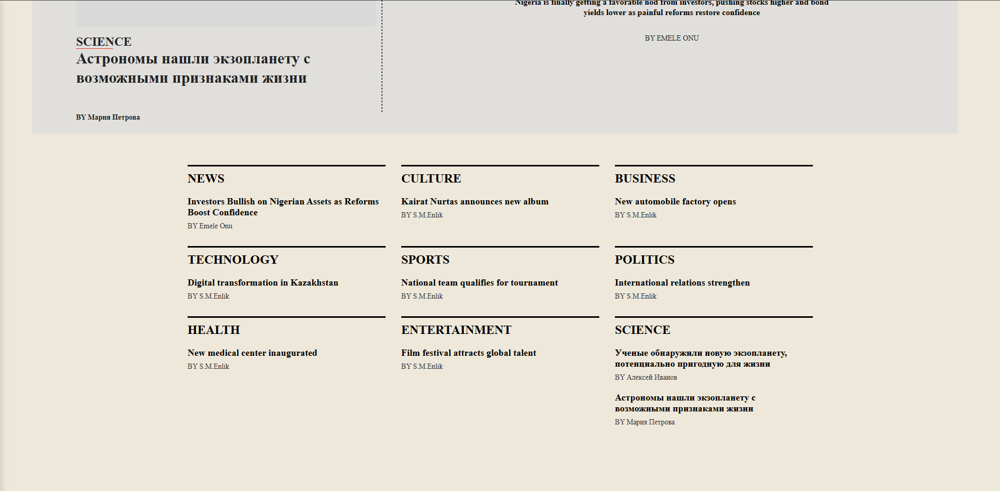 Nigeria is finally getting a favorable nod from investors, pushing stocks higher and bond
yields lower as painful reforms restore confidence
BY EMELE ONU
SCIENCE
Астрономы нашли экзопланету с
возможными признаками жизни
BY Мария Петрова
NEWS
Investors Bullish on Nigerian Assets as Reforms
Boost Confidence
BY Emele Onu
CULTURE
Kairat Nurtas announces new album
BY S.M.Enlik
BUSINESS
New automobile factory opens
BY S.M.Enlik
TECHNOLOGY
Digital transformation in Kazakhstan
BY S.M.Enlik
SPORTS
National team qualifies for tournament
BY S.M.Enlik
POLITICS
International relations strengthen
BY S.M.Enlik
HEALTH
New medical center inaugurated
BY S.M.Enlik
ENTERTAINMENT
Film festival attracts global talent
BY S.M.Enlik
SCIENCE
Ученые обнаружили новую экзопланету,
потенциально пригодную для жизни
BY Алексей Иванов
Астрономы нашли экзопланету с
возможными признаками жизни
BY Мария Петрова